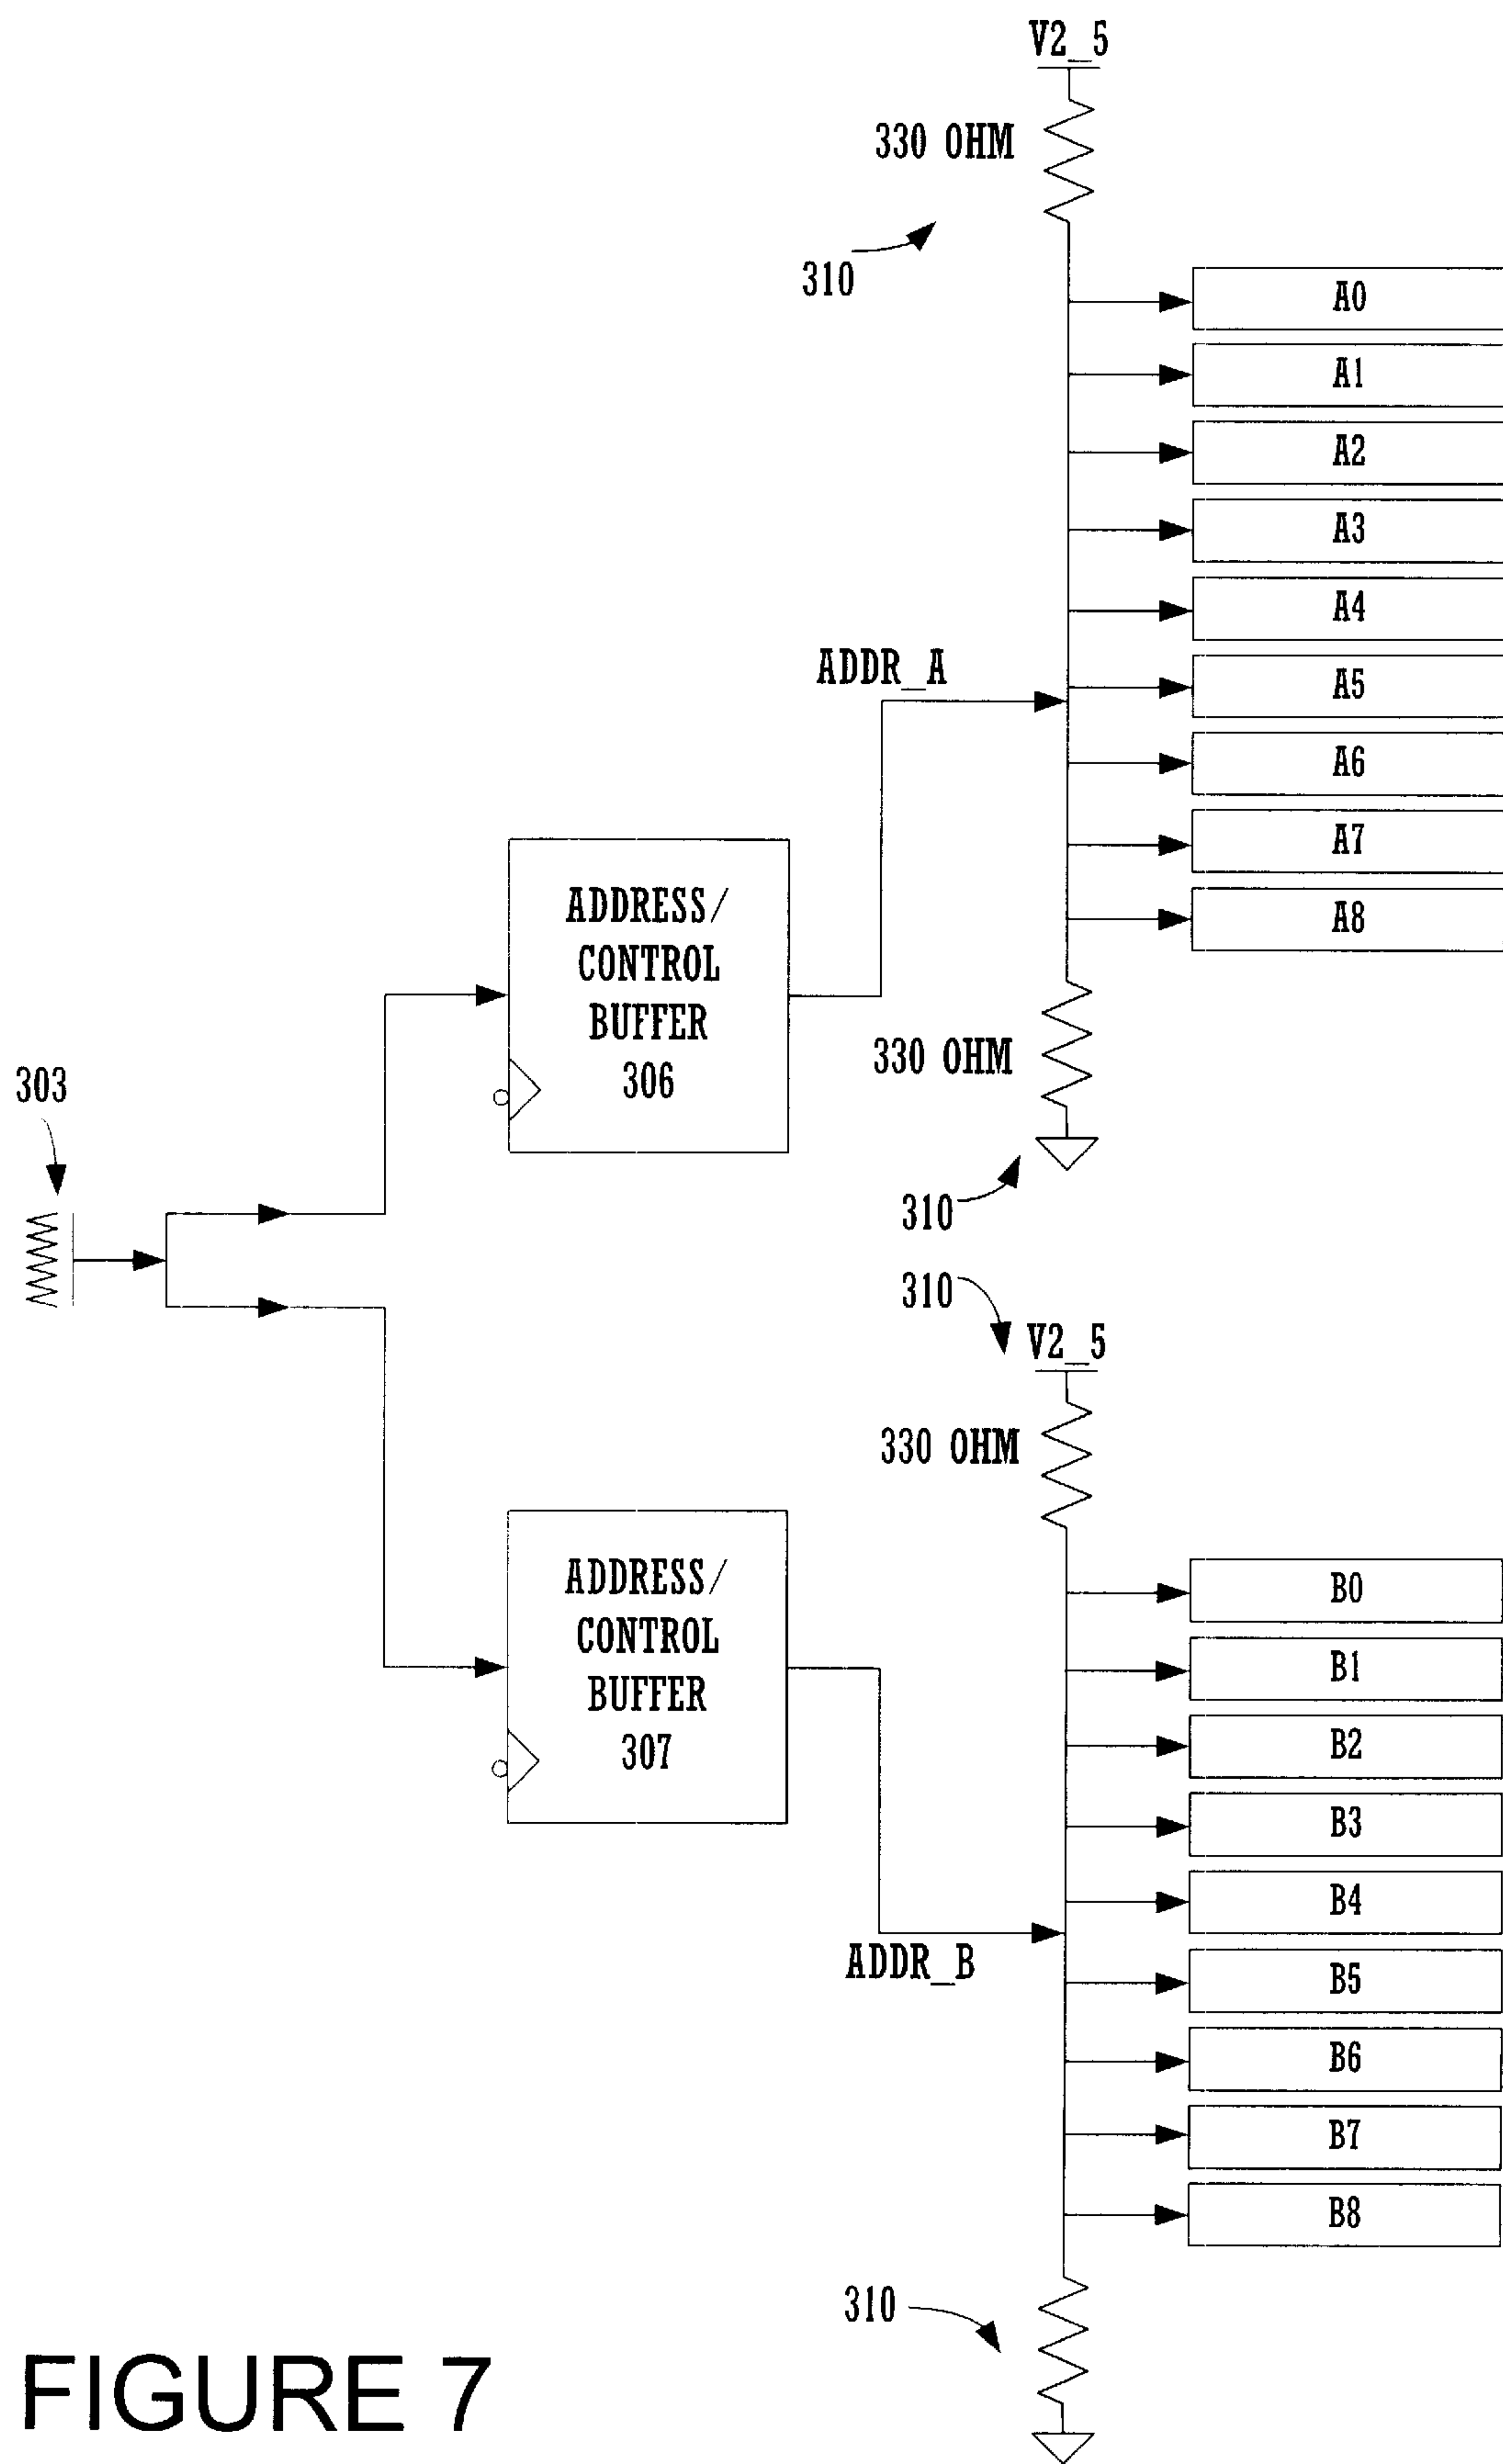 V2_5
330 OHM
310
A0
A1
A2
A3
A4
ADDR_A
A5
A6
A7
A8
ADDRESS/
CONTROL
BUFFER
306
330 OHM
303
310
310
V2_5
330 OHM
ADDRESS/
CONTROL
BUFFER
307
B0
B1
B2
B3
B4
ADDR_B
B5
B6
B7
B8
310
FIGURE 7